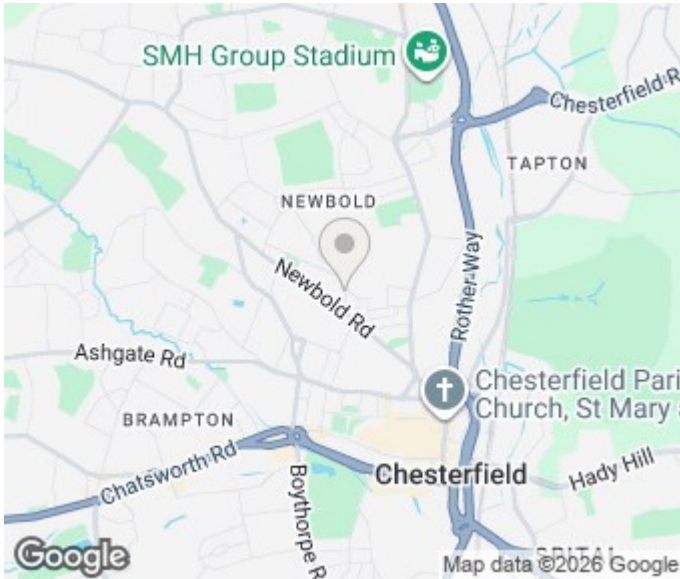 SMH Group Stadium
Chesterfield R
TAPTON
NEWBOLD
Newbold Rd
Rother Way
Ashgate Rd
Chesterfield Pari
Church, St Mary a
BRAMPTON
Chatsworth Rd
Boythorpe R
Chesterfield
Hady Hill
SPITAL
Google
Map data ©2026 Google